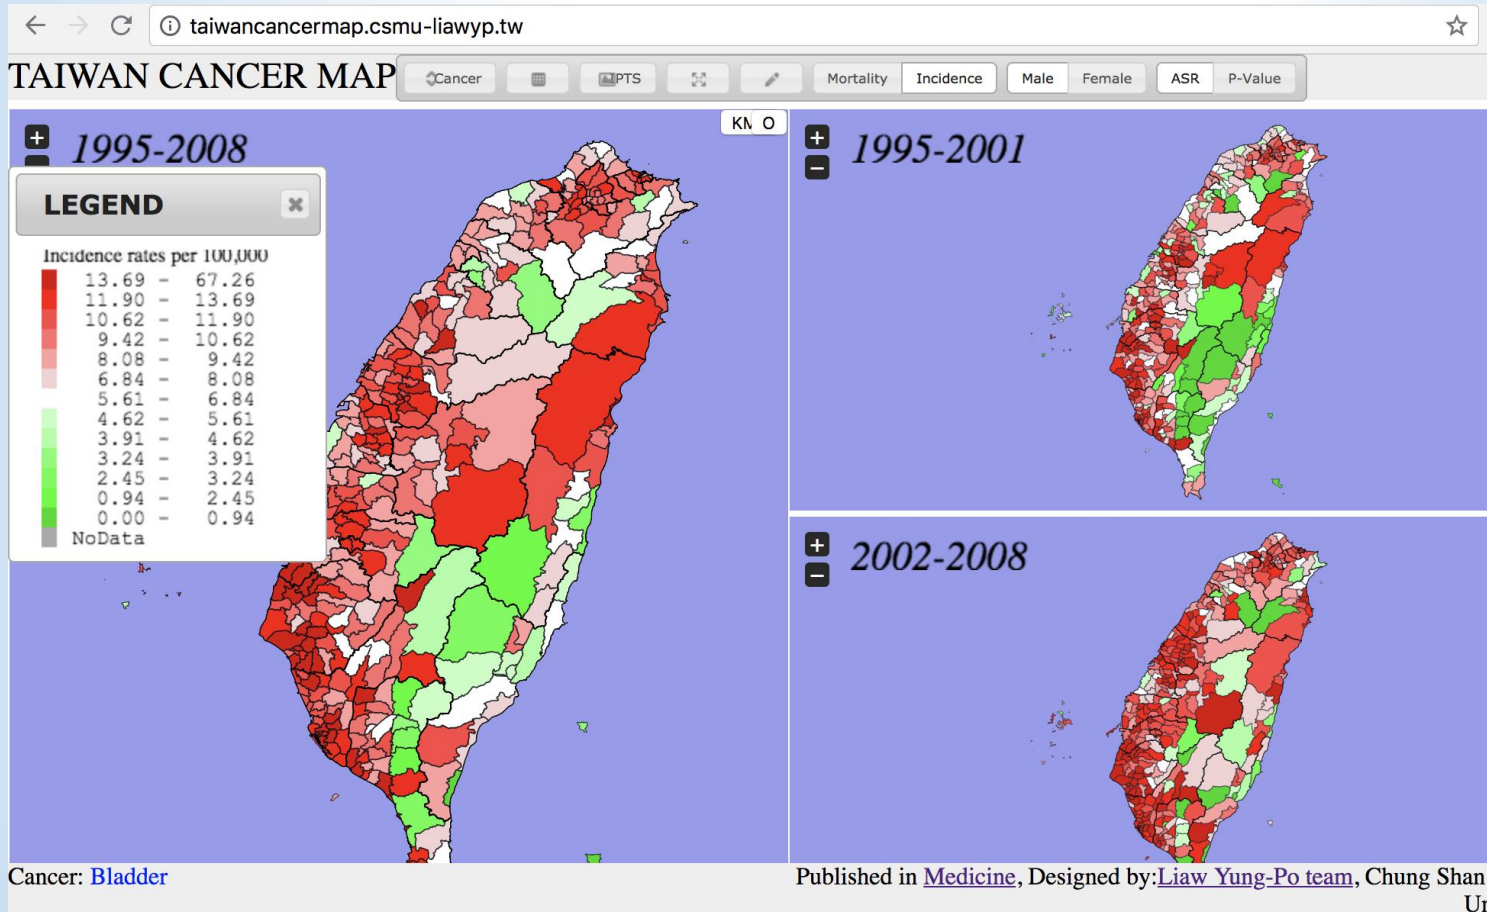 taiwancancermap.csmu-liawyp.tw
TAIWAN CANCER MAP Cancer PTS Mortality Incidence Male Female ASR P-Value
1995-2008
O
LEGEND
Incidence rates per 100,000
13.69 - 67.26
11.90 - 13.69
10.62 - 11.90
9.42 - 10.62
8.08 - 9.42
6.84 - 8.08
5.61 - 6.84
4.62 - 5.61
3.91 - 4.62
3.24 - 3.91
2.45 - 3.24
0.94 - 2.45
0.00 - 0.94
NoData
1995-2001
2002-2008
Cancer: Bladder
Published in Medicine, Designed by:Liaw Yung-Po team, Chung Shan